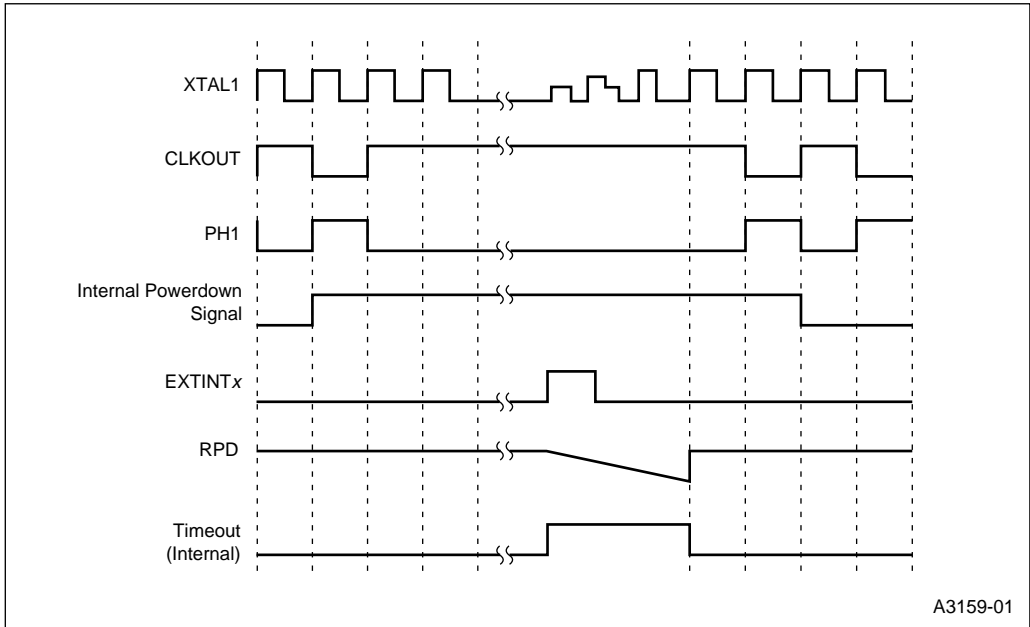 XTAL1
CLKOUT
PH1
Internal Powerdown
Signal
EXTINTx
RPD
Timeout
(Internal)
A3159-01